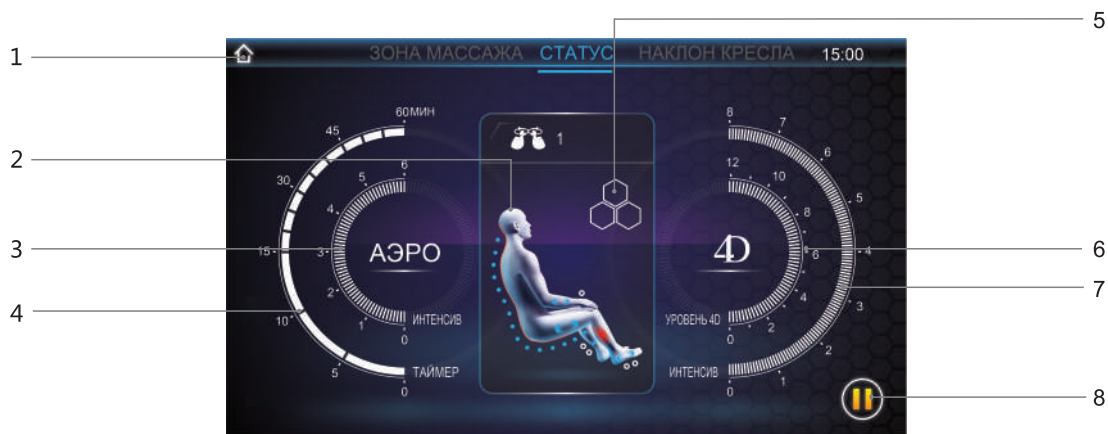 5
1
ЗОНА МАССАЖА СТАТУС НАКЛОН КРЕСЛА 15:00
60МИН 8
45 7
1
6 12
5 10 6
2
30 4 8 5
3 15 3 АЭРО 4D 6 4 6
2 4 3 7
4 10
1 ИНТЕНСИВ УРОВЕНЬ 4D 2
0 0 2
5 ТАЙМЕР ИНТЕНСИВ 1
0 0
8